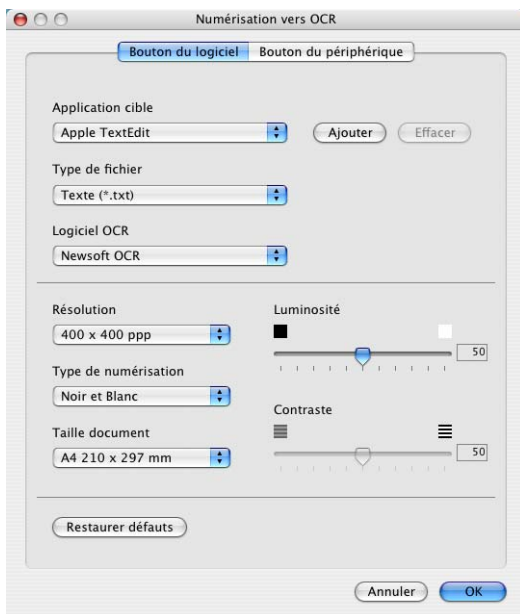 Numérisation vers OCR
Bouton du logiciel Bouton du périphérique
Application cible
Apple TextEdit Ajouter Effacer
Type de fichier
Texte (*.txt)
Logiciel OCR
Newsoft OCR
Résolution Luminosité
400 x 400 ppp 50
Type de numérisation
Noir et Blanc
Contraste
Taille document
A4 210 x 297 mm 50
Restaurer défauts
Annuler OK